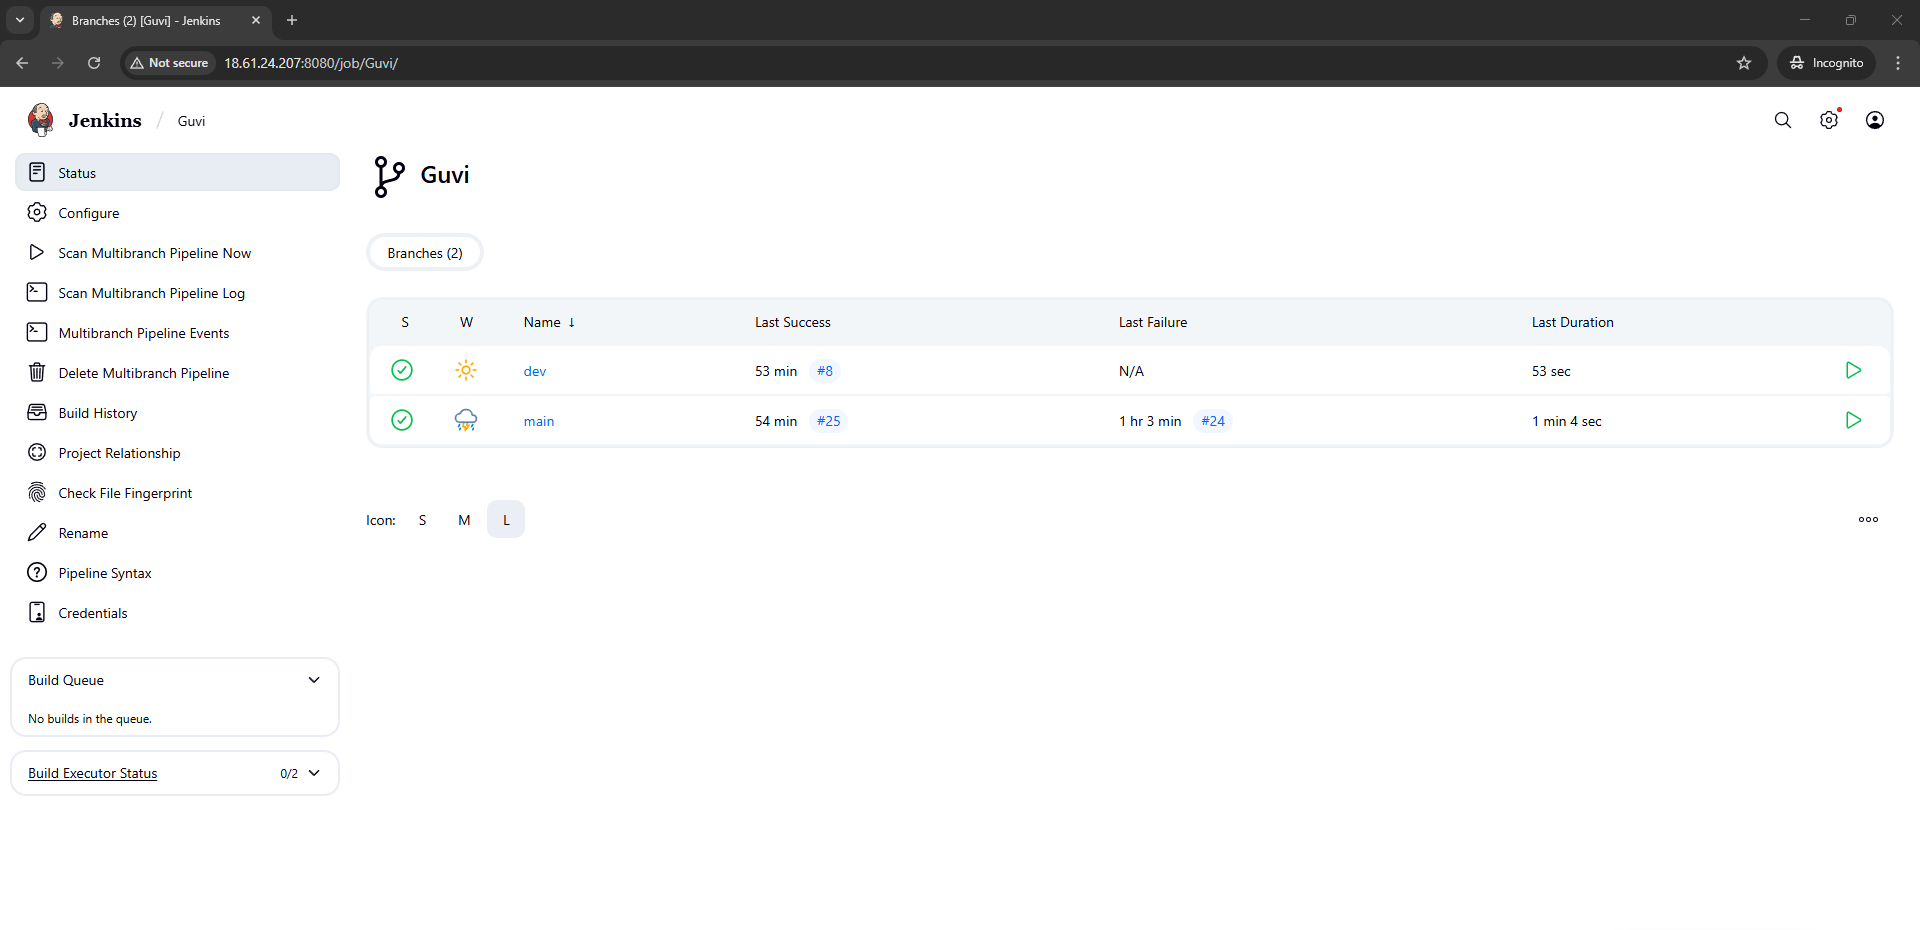 Branches (2) [Guvi] - Jenkins
Not secure 18.61.24.207:8080/job/Guvi/ Incognito
Jenkins / Guvi
Status
Configure
Scan Multibranch Pipeline Now
Scan Multibranch Pipeline Log
Multibranch Pipeline Events
Delete Multibranch Pipeline
Build History
Project Relationship
Check File Fingerprint
Rename
Pipeline Syntax
Credentials
Build Queue
No builds in the queue.
Build Executor Status 0/2
Guvi
Branches (2)
S W Name ↓ Last Success Last Failure Last Duration
dev 53 min #8 N/A 53 sec
main 54 min #25 1 hr 3 min #24 1 min 4 sec
Icon: S M L